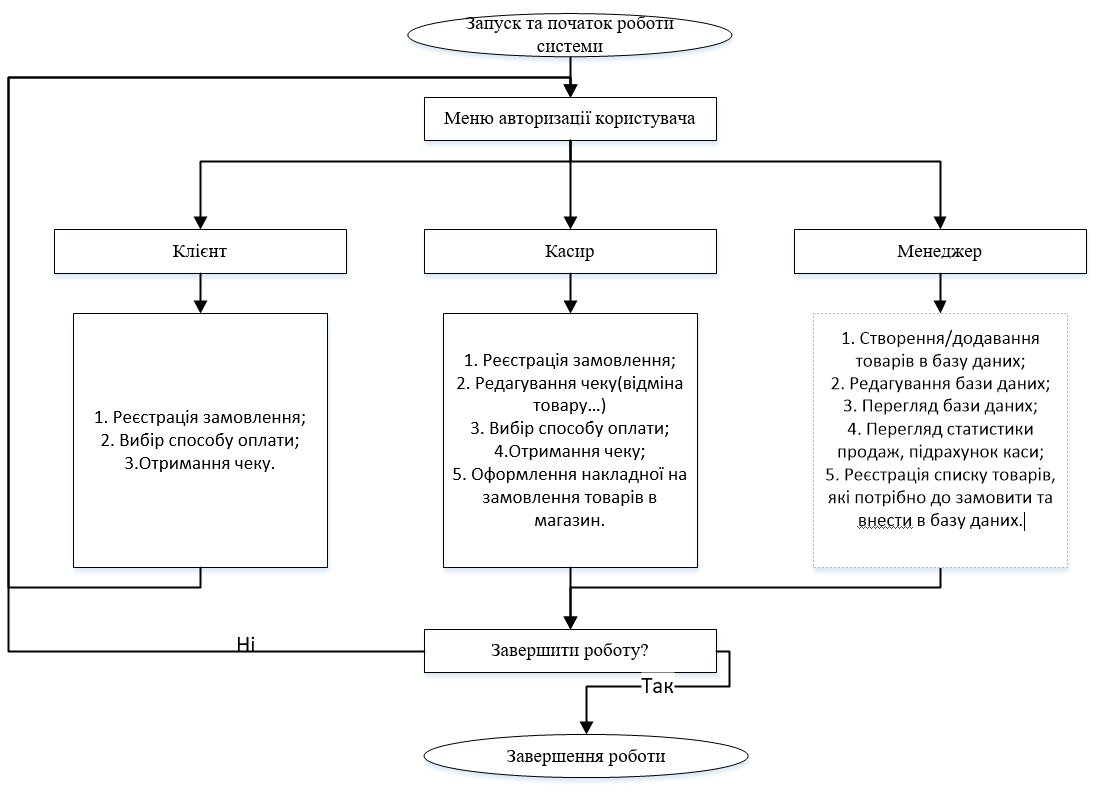 Запуск та початок роботи
системи
Меню авторизації користувача
Клієнт
Касир
Менеджер
1. Реєстрація замовлення;
2. Вибір способу оплати;
3.Отримання чеку.
1. Реєстрація замовлення;
2. Редагування чеку(відміна
товару...)
3. Вибір способу оплати;
4.Отримання чеку;
5. Оформлення накладної на
замовлення товарів в
магазин.
1. Створення/додавання
товарів в базу даних;
2. Редагування бази даних;
3. Перегляд бази даних;
4. Перегляд статистики
продаж, підрахунок каси;
5. Реєстрація списку товарів,
які потрібно до замовити та
внести в базу даних.
Ні
Завершити роботу?
Так
Завершення роботи